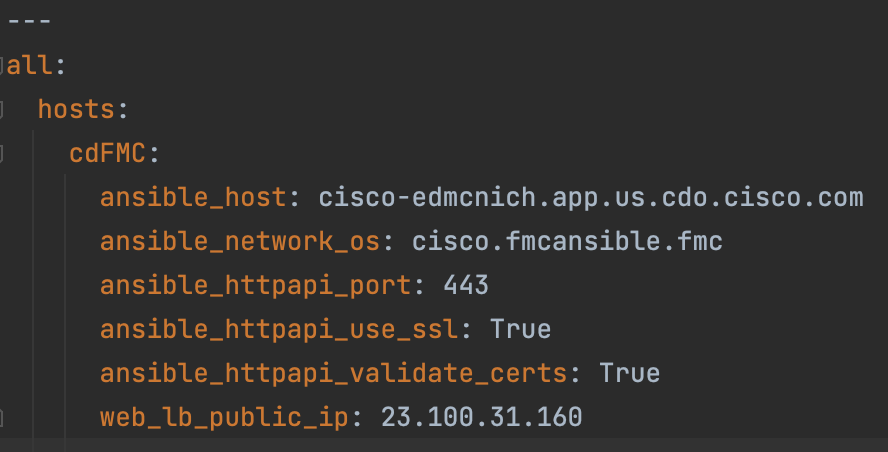 ---
all:
  hosts:
    cdFMC:
      ansible_host: cisco-edmcnich.app.us.cdo.cisco.com
      ansible_network_os: cisco.fmcansible.fmc
      ansible_httpapi_port: 443
      ansible_httpapi_use_ssl: True
      ansible_httpapi_validate_certs: True
      web_lb_public_ip: 23.100.31.160